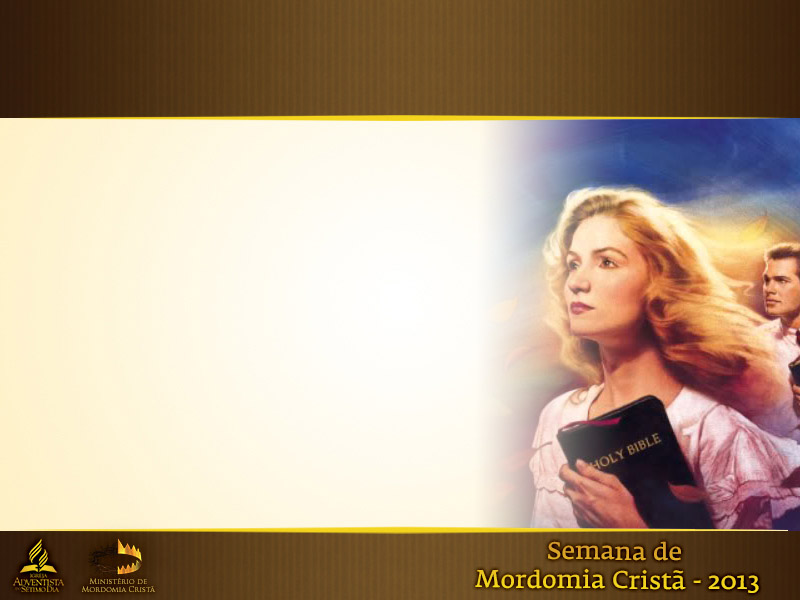 HOLY BIBLE
IGREJA
ADVENTISTA
DO SÉTIMO DIA
MINISTÉRIO DE
MORDOMIA CRISTÃ
Semana de
Mordomia Cristã - 2013